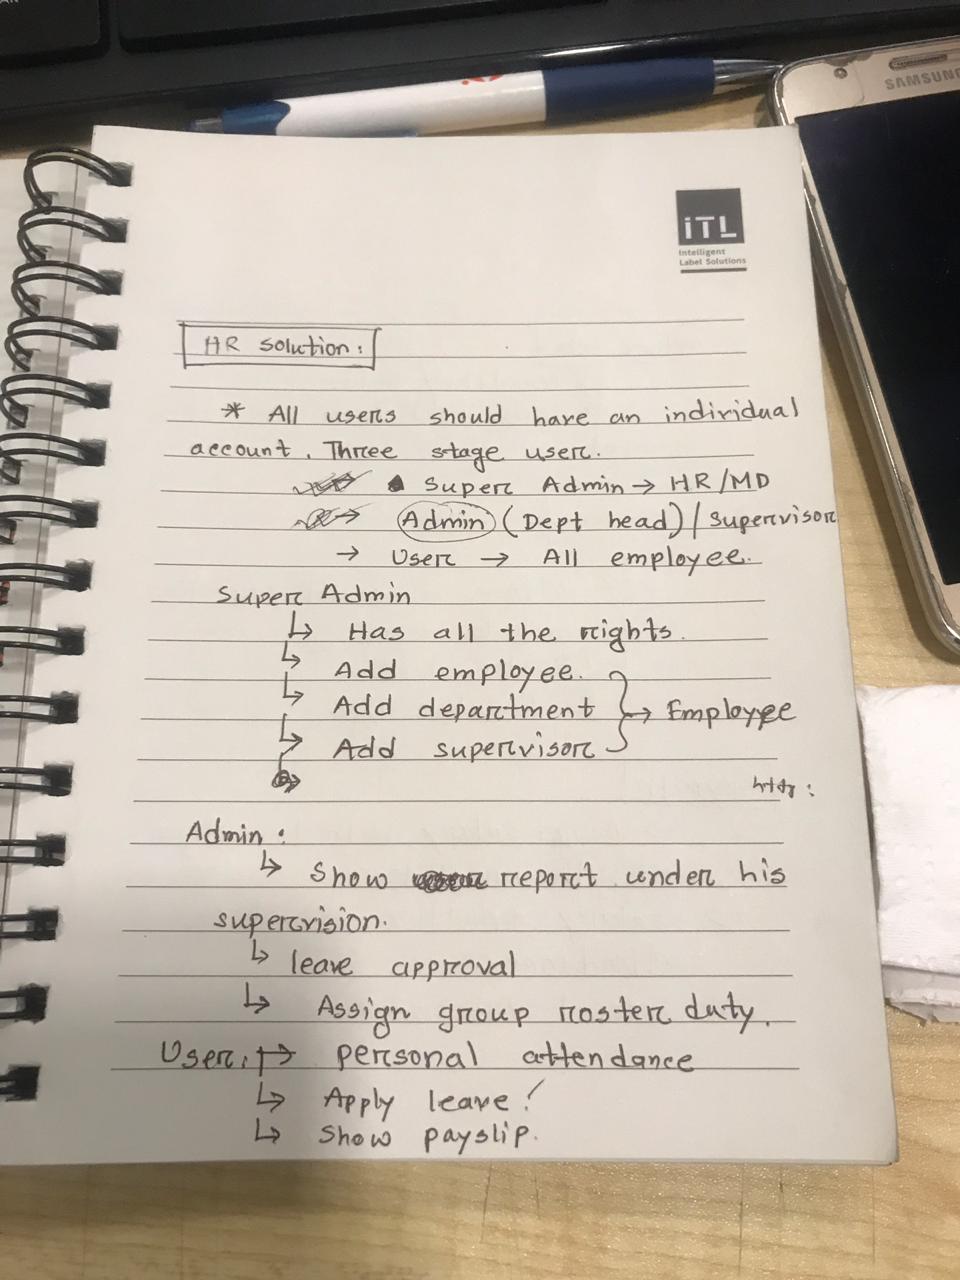 SAMSUNG
iTL
Intelligent
Label Solutions
HR solution:
* All users should have an individual
account. Three stage user.
Super Admin → HR/MD
→ Admin (Dept head)/supervisor
→ User → All employee.
Super Admin
↳ Has all the rights.
↳ Add employee.
↳ Add department → Employee
↳ Add supervisor
Admin:
↳ Show report under his
supervision.
↳ leave approval
↳ Assign group roster duty.
User: ↳ personal attendance
↳ Apply leave!
↳ Show payslip.